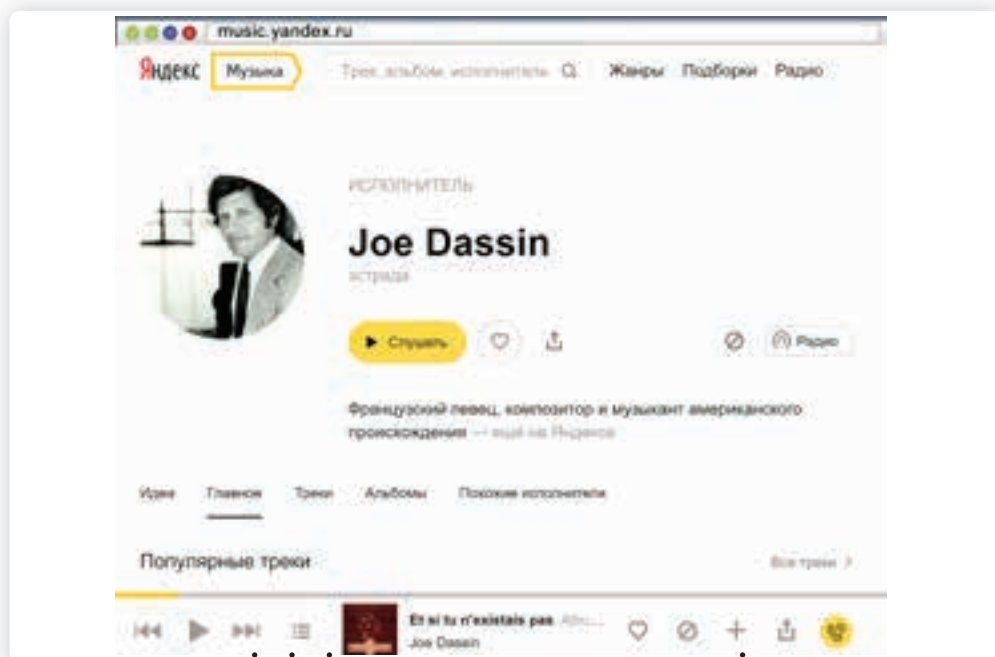 music.yandex.ru
Яндекс Музыка Трек, альбом, исполнитель Жанры Подборки Радио
ИСПОЛНИТЕЛЬ
Joe Dassin
эстрада
Слушать Радио
Французский певец, композитор и музыкант американского
происхождения — ещё на Яндексе
Идеи Главное Треки Альбомы Похожие исполнители
Популярные треки Все треки
Et si tu n'existais pas
Joe Dassin